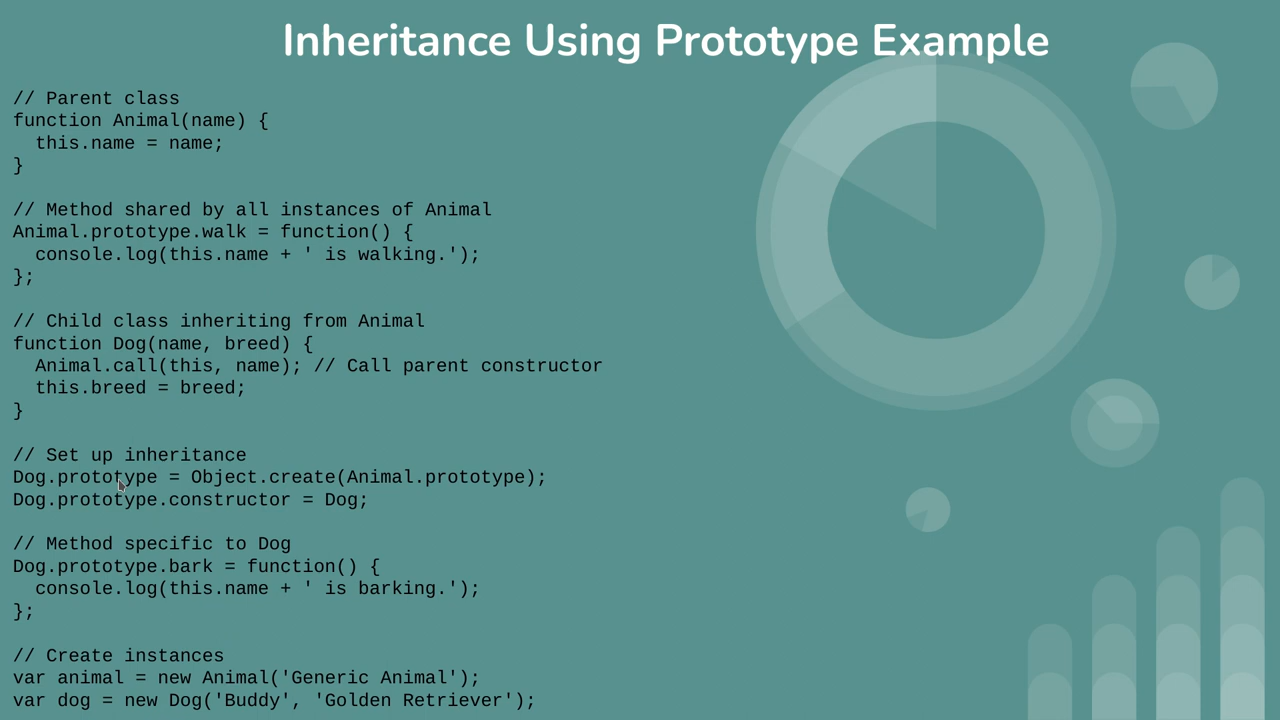 Inheritance Using Prototype Example
// Parent class
function Animal(name) {
  this.name = name;
}
// Method shared by all instances of Animal
Animal.prototype.walk = function() {
  console.log(this.name + ' is walking.');
};
// Child class inheriting from Animal
function Dog(name, breed) {
  Animal.call(this, name); // Call parent constructor
  this.breed = breed;
}
// Set up inheritance
Dog.prototype = Object.create(Animal.prototype);
Dog.prototype.constructor = Dog;
// Method specific to Dog
Dog.prototype.bark = function() {
  console.log(this.name + ' is barking.');
};
// Create instances
var animal = new Animal('Generic Animal');
var dog = new Dog('Buddy', 'Golden Retriever');